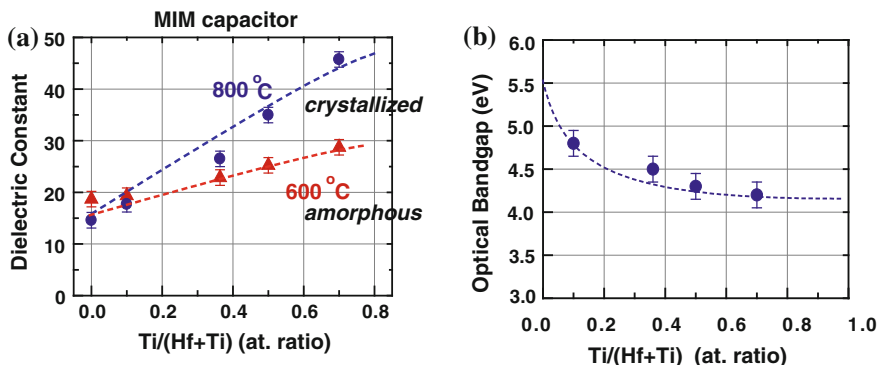 MIM capacitor
(a)
50
40
30
20
10
0
0.0 0.2 0.4 0.6 0.8
Dielectric Constant
Ti/(Hf+Ti) (at. ratio)
800 °C
crystallized
600 °C
amorphous
(b)
6.0
5.5
5.0
4.5
4.0
3.5
3.0
0.0 0.2 0.4 0.6 0.8 1.0
Optical Bandgap (eV)
Ti/(Hf+Ti) (at. ratio)